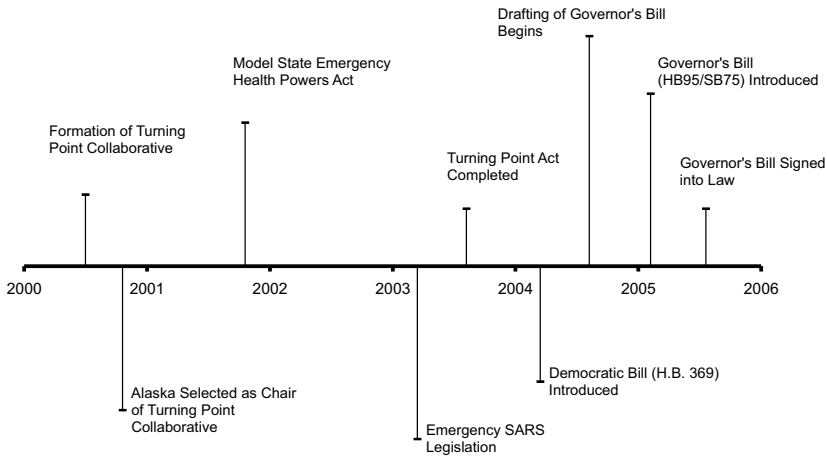 Drafting of Governor's Bill
Begins
Model State Emergency
Health Powers Act
Governor's Bill
(HB95/SB75) Introduced
Formation of Turning
Point Collaborative
Turning Point Act
Completed
Governor's Bill Signed
into Law
2000
2001
2002
2003
2004
2005
2006
Alaska Selected as Chair
of Turning Point
Collaborative
Democratic Bill (H.B. 369)
Introduced
Emergency SARS
Legislation